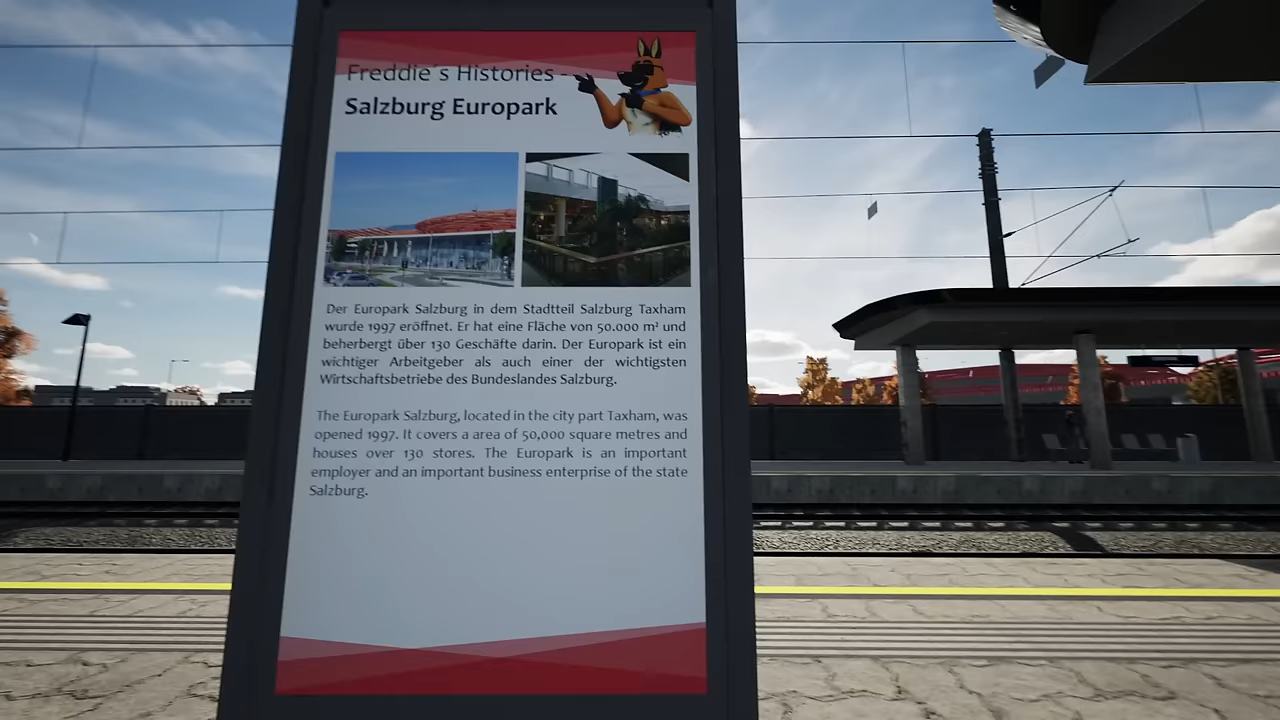 Freddie´s Histories -
Salzburg Europark
Der Europark Salzburg in dem Stadtteil Salzburg Taxham
wurde 1997 eröffnet. Er hat eine Fläche von 50.000 m² und
beherbergt über 130 Geschäfte darin. Der Europark ist ein
wichtiger Arbeitgeber als auch einer der wichtigsten
Wirtschaftsbetriebe des Bundeslandes Salzburg.
The Europark Salzburg, located in the city part Taxham, was
opened 1997. It covers a area of 50,000 square metres and
houses over 130 stores. The Europark is an important
employer and an important business enterprise of the state
Salzburg.